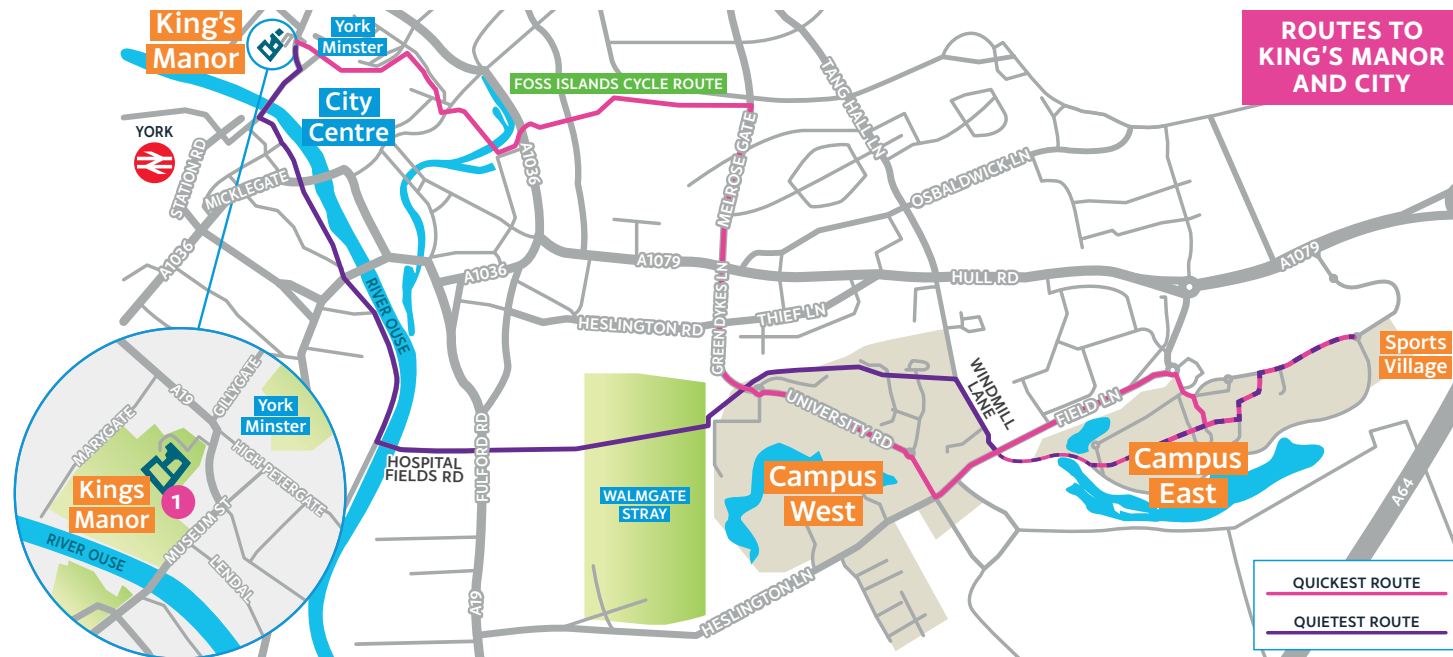 King's
Manor
York
Minster
City
Centre
FOSS ISLANDS CYCLE ROUTE
ROUTES TO
KING'S MANOR
AND CITY
YORK
STATION RD
MICKLEGATE
A1036
A1036
A1036
MELROSE GATE
TANG HALL LN
OSBALDWICK LN
A1079
HULL RD
A1079
RIVER OUSE
HESLINGTON RD
THIEF LN
GREEN DYKES LN
WINDMILL
LANE
UNIVERSITY RD
FIELD LN
Sports
Village
Campus
West
Campus
East
WALMGATE
STRAY
HOSPITAL
FIELDS RD
FULFORD RD
A19
HESLINGTON LN
A64
A19
GILLYGATE
York
Minster
MARYGATE
HIGH PETERGATE
Kings
Manor
1
MUSEUM ST
RIVER OUSE
LENDAL
QUICKEST ROUTE
QUIETEST ROUTE